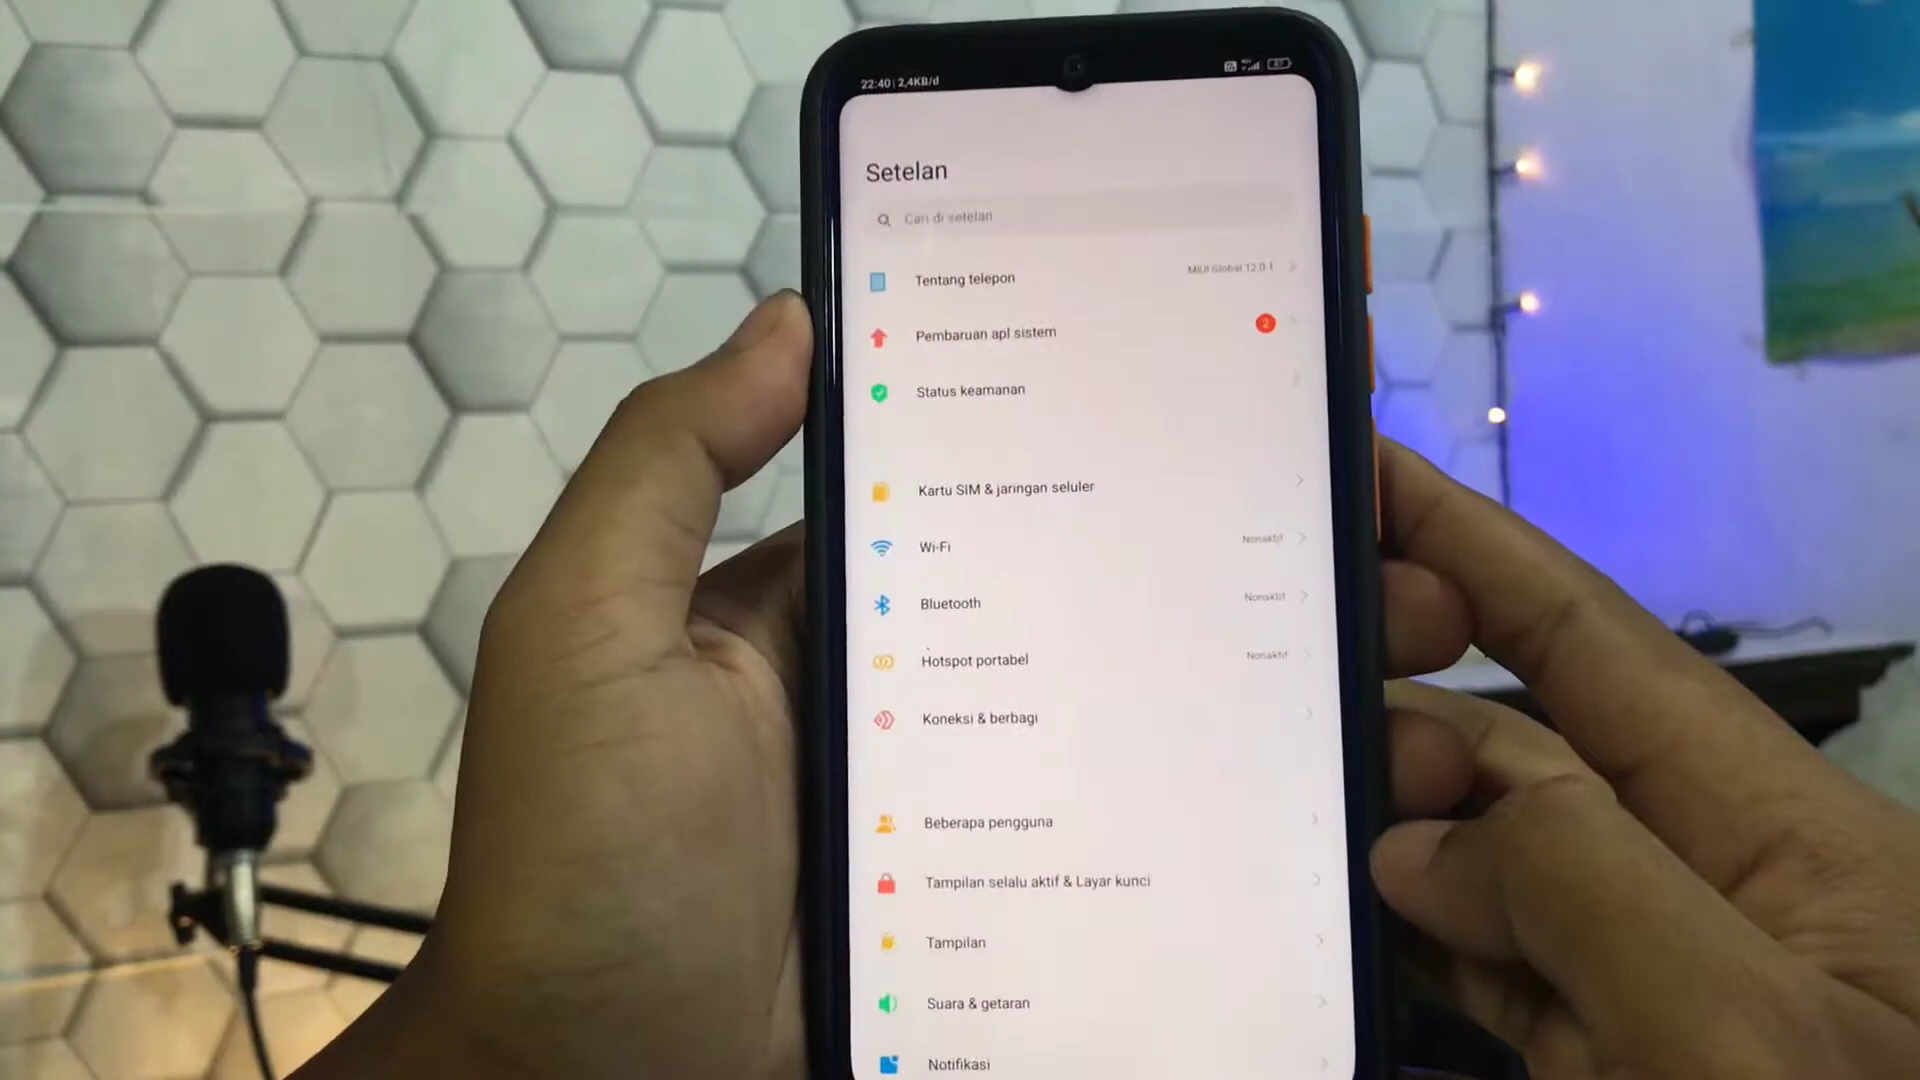 22:40 | 2,4KB/d
Setelan
Cari di setelan
Tentang telepon
MIUI Global 12.0.1
Pembaruan apl sistem
2
Status keamanan
Kartu SIM & jaringan seluler
Wi-Fi
Nonaktif
Bluetooth
Nonaktif
Hotspot portabel
Nonaktif
Koneksi & berbagi
Beberapa pengguna
Tampilan selalu aktif & Layar kunci
Tampilan
Suara & getaran
Notifikasi